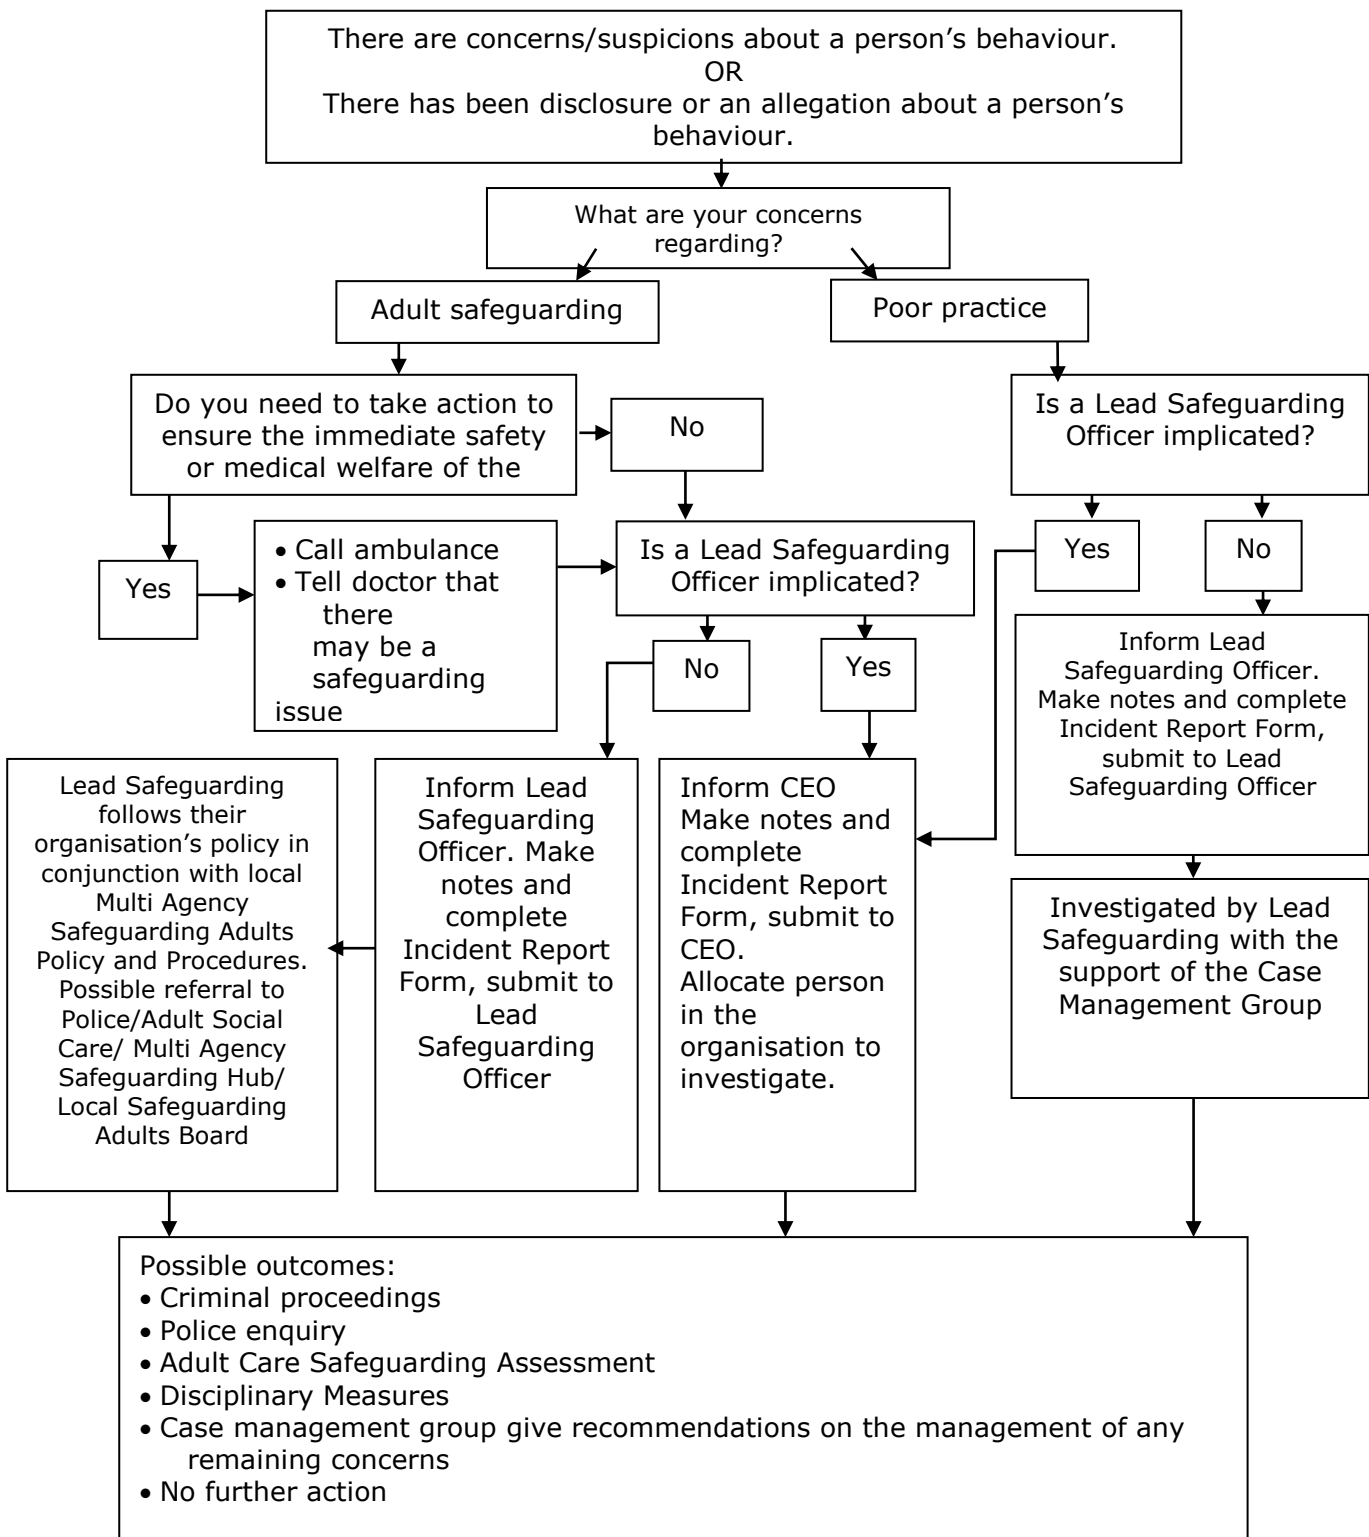 There are concerns/suspicions about a person’s behaviour.
OR
There has been disclosure or an allegation about a person’s
behaviour.
What are your concerns
regarding?
Adult safeguarding
Poor practice
Do you need to take action to
ensure the immediate safety
or medical welfare of the
No
Is a Lead Safeguarding
Officer implicated?
Yes
• Call ambulance
• Tell doctor that
there
may be a
safeguarding
issue
Is a Lead Safeguarding
Officer implicated?
Yes
No
No
Yes
Inform Lead
Safeguarding Officer.
Make notes and complete
Incident Report Form,
submit to Lead
Safeguarding Officer
Lead Safeguarding
follows their
organisation’s policy in
conjunction with local
Multi Agency
Safeguarding Adults
Policy and Procedures.
Possible referral to
Police/Adult Social
Care/ Multi Agency
Safeguarding Hub/
Local Safeguarding
Adults Board
Inform Lead
Safeguarding
Officer. Make
notes and
complete
Incident Report
Form, submit to
Lead
Safeguarding
Officer
Inform CEO
Make notes and
complete
Incident Report
Form, submit to
CEO.
Allocate person
in the
organisation to
investigate.
Investigated by Lead
Safeguarding with the
support of the Case
Management Group
Possible outcomes:
• Criminal proceedings
• Police enquiry
• Adult Care Safeguarding Assessment
• Disciplinary Measures
• Case management group give recommendations on the management of any
remaining concerns
• No further action